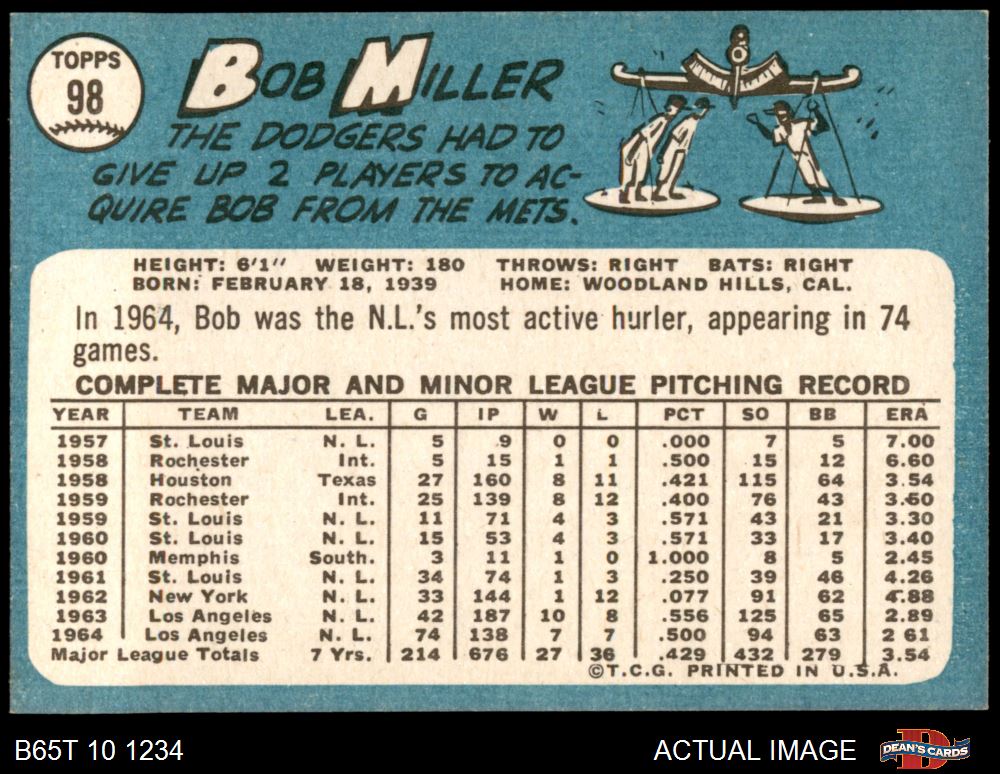 TOPPS
98
BOB MILLER
THE DODGERS HAD TO
GIVE UP 2 PLAYERS TO AC-
QUIRE BOB FROM THE METS.
HEIGHT: 6'1" WEIGHT: 180 THROWS: RIGHT BATS: RIGHT
BORN: FEBRUARY 18, 1939 HOME: WOODLAND HILLS, CAL.
In 1964, Bob was the N.L.'s most active hurler, appearing in 74
games.
COMPLETE MAJOR AND MINOR LEAGUE PITCHING RECORD
YEAR TEAM LEA. G IP W L PCT SO BB ERA
1957 St. Louis N. L. 5 9 0 0 .000 7 5 7.00
1958 Rochester Int. 5 15 1 1 .500 15 12 6.60
1958 Houston Texas 27 160 8 11 .421 115 64 3.54
1959 Rochester Int. 25 139 8 12 .400 76 43 3.50
1959 St. Louis N. L. 11 71 4 3 .571 43 21 3.30
1960 St. Louis N. L. 15 53 4 3 .571 33 17 3.40
1960 Memphis South. 3 11 1 0 1.000 8 5 2.45
1961 St. Louis N. L. 34 74 1 3 .250 39 46 4.26
1962 New York N. L. 33 144 1 12 .077 91 62 4.88
1963 Los Angeles N. L. 42 187 10 8 .556 125 65 2.89
1964 Los Angeles N. L. 74 138 7 7 .500 94 63 2 61
Major League Totals 7 Yrs. 214 676 27 36 .429 432 279 3.54
©T.C.G. PRINTED IN U.S.A.
B65T 10 1234 ACTUAL IMAGE DEAN'S CARDS